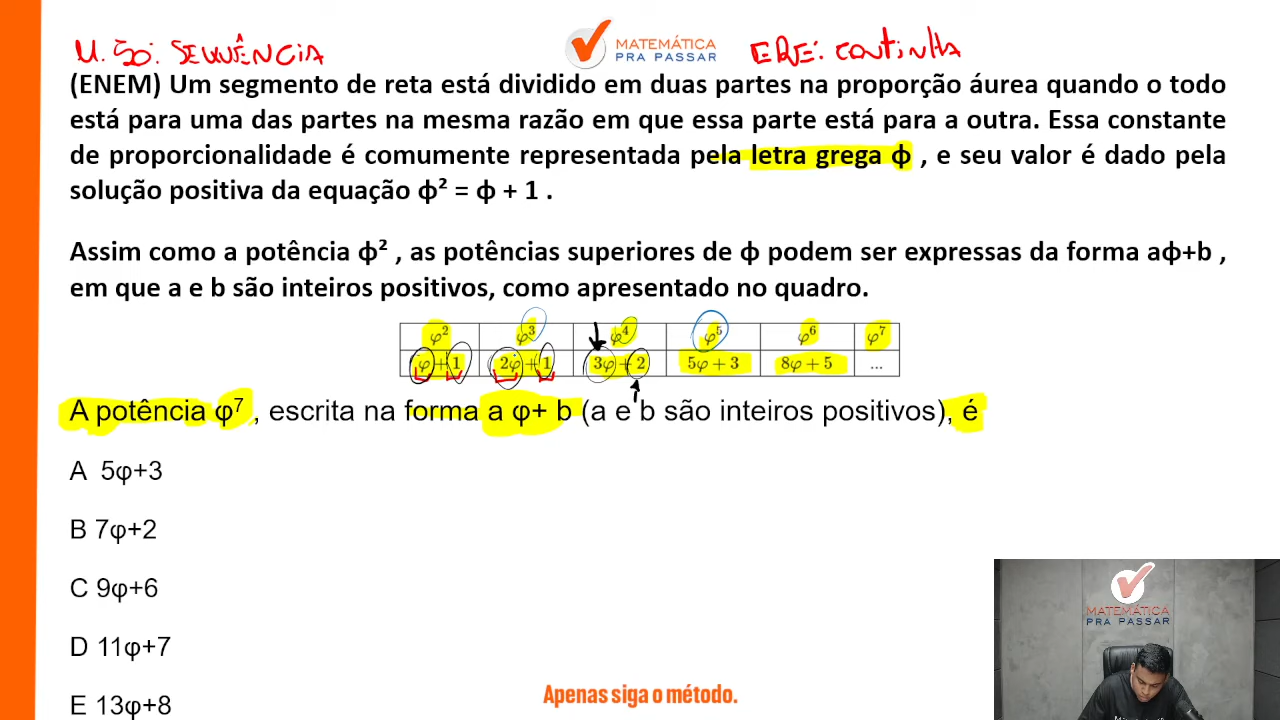 M. SO: SEQUÊNCIA
MATEMÁTICA
PRA PASSAR
(ENEM) Um segmento de reta está dividido em duas partes na proporção áurea quando o todo
está para uma das partes na mesma razão em que essa parte está para a outra. Essa constante
de proporcionalidade é comumente representada pela letra grega ϕ , e seu valor é dado pela
solução positiva da equação ϕ² = ϕ + 1 .
Assim como a potência ϕ² , as potências superiores de ϕ podem ser expressas da forma aϕ+b ,
em que a e b são inteiros positivos, como apresentado no quadro.
φ² φ³ φ⁴ φ⁵ φ⁶ φ⁷
φ+1 2φ+1 3φ+2 5φ + 3 8φ + 5 ...
A potência φ⁷ , escrita na forma a φ+ b (a e b são inteiros positivos), é
A 5φ+3
B 7φ+2
C 9φ+6
D 11φ+7
E 13φ+8
MATEMÁTICA
PRA PASSAR
Apenas siga o método.